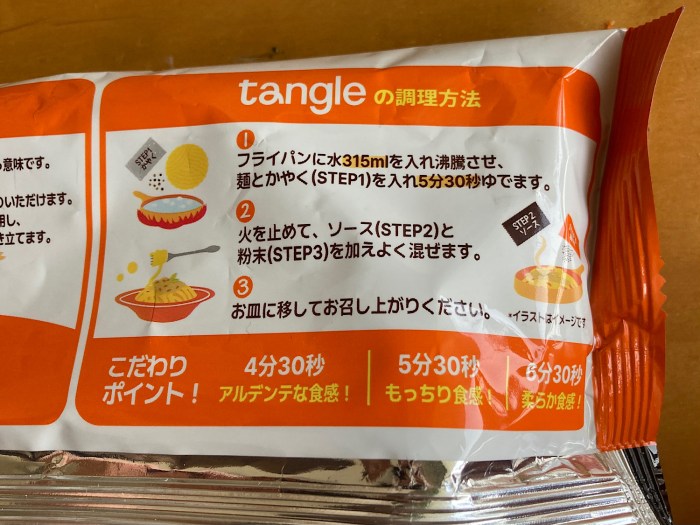 tangle の調理方法
意味です。
いただけます。
用し、
き立てます。
STEP1
かやく
1
フライパンに水315mlを入れ沸騰させ、
麺とかやく(STEP1)を入れ5分30秒ゆでます。
2
火を止めて、ソース(STEP2)と
粉末(STEP3)を加えよく混ぜます。
STEP2
ソース
3
お皿に移してお召し上がりください。
*イラストはイメージです
こだわり
ポイント!
4分30秒
アルデンテな食感!
5分30秒
もっちり食感!
6分30秒
柔らか食感!